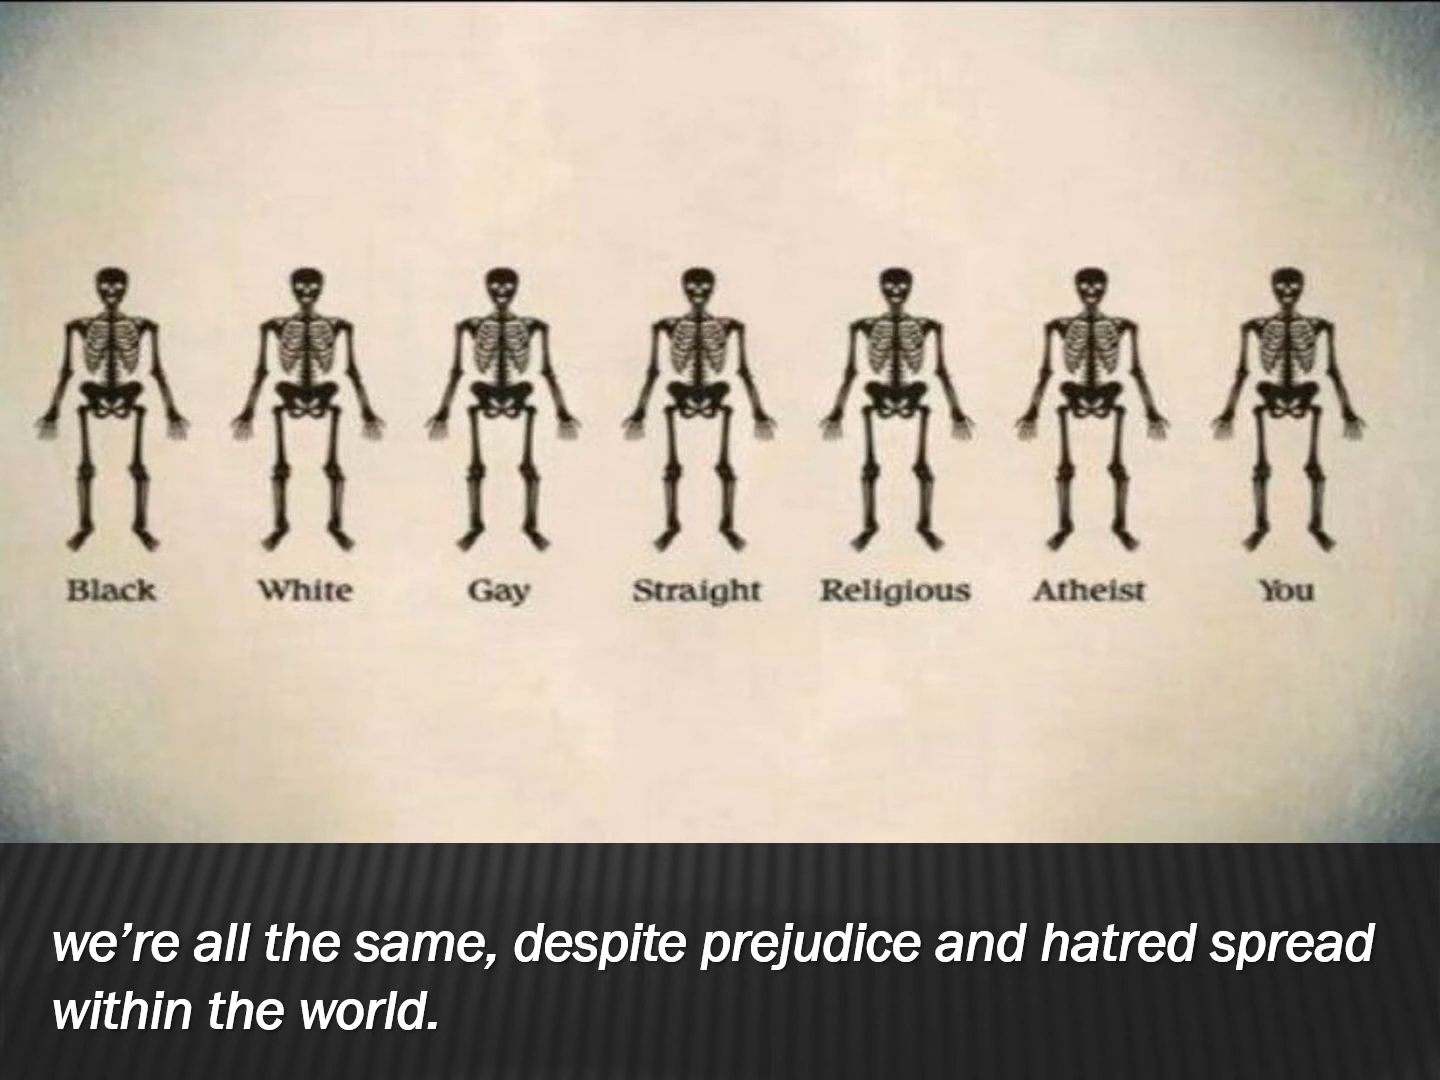 Black White Gay Straight Religious Atheist You
we’re all the same, despite prejudice and hatred spread
within the world.